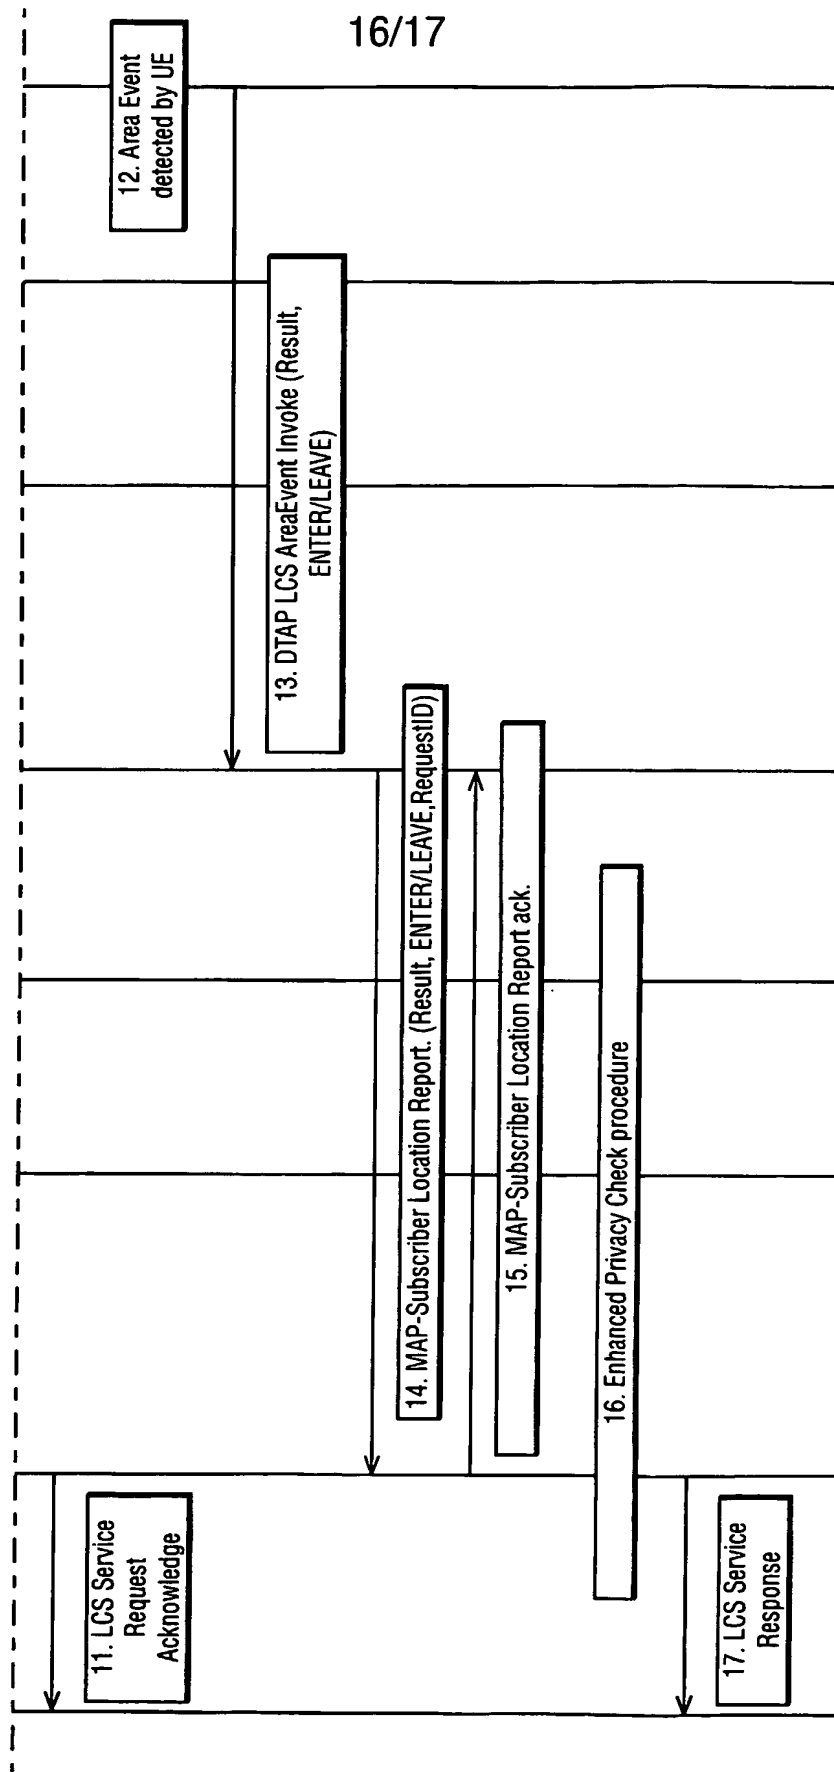 16/17
11. LCS Service
Request
Acknowledge
12. Area Event
detected by UE
13. DTAP LCS AreaEvent Invoke (Result,
ENTER/LEAVE)
14. MAP-Subscriber Location Report. (Result, ENTER/LEAVE,RequestID)
15. MAP-Subscriber Location Report ack.
16. Enhanced Privacy Check procedure
17. LCS Service
Response